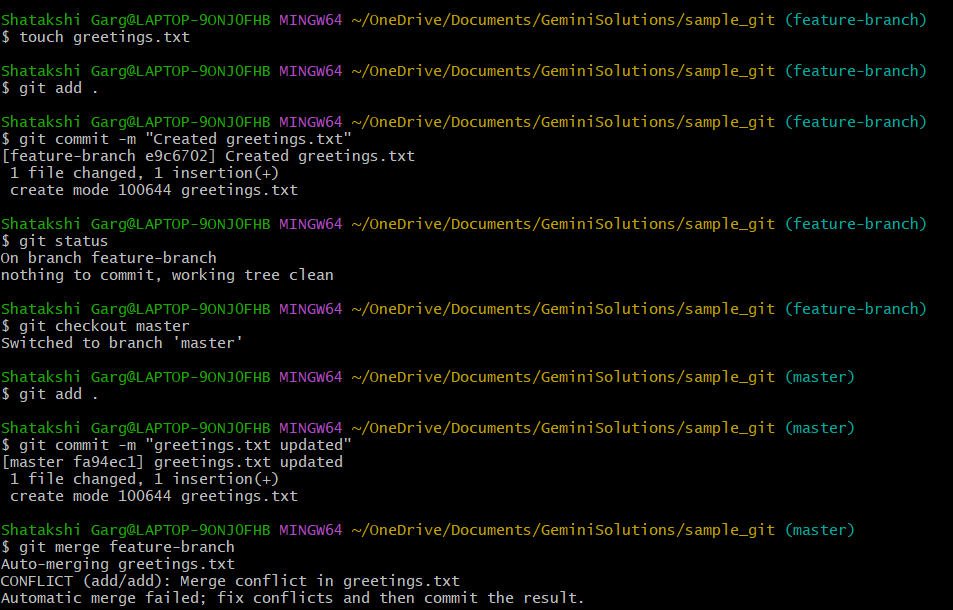 Shatakshi Garg@LAPTOP-9ONJ0FHB MINGW64 ~/OneDrive/Documents/GeminiSolutions/sample_git (feature-branch)
$ touch greetings.txt
Shatakshi Garg@LAPTOP-9ONJ0FHB MINGW64 ~/OneDrive/Documents/GeminiSolutions/sample_git (feature-branch)
$ git add .
Shatakshi Garg@LAPTOP-9ONJ0FHB MINGW64 ~/OneDrive/Documents/GeminiSolutions/sample_git (feature-branch)
$ git commit -m "Created greetings.txt"
[feature-branch e9c6702] Created greetings.txt
 1 file changed, 1 insertion(+)
 create mode 100644 greetings.txt
Shatakshi Garg@LAPTOP-9ONJ0FHB MINGW64 ~/OneDrive/Documents/GeminiSolutions/sample_git (feature-branch)
$ git status
On branch feature-branch
nothing to commit, working tree clean
Shatakshi Garg@LAPTOP-9ONJ0FHB MINGW64 ~/OneDrive/Documents/GeminiSolutions/sample_git (feature-branch)
$ git checkout master
Switched to branch 'master'
Shatakshi Garg@LAPTOP-9ONJ0FHB MINGW64 ~/OneDrive/Documents/GeminiSolutions/sample_git (master)
$ git add .
Shatakshi Garg@LAPTOP-9ONJ0FHB MINGW64 ~/OneDrive/Documents/GeminiSolutions/sample_git (master)
$ git commit -m "greetings.txt updated"
[master fa94ec1] greetings.txt updated
 1 file changed, 1 insertion(+)
 create mode 100644 greetings.txt
Shatakshi Garg@LAPTOP-9ONJ0FHB MINGW64 ~/OneDrive/Documents/GeminiSolutions/sample_git (master)
$ git merge feature-branch
Auto-merging greetings.txt
CONFLICT (add/add): Merge conflict in greetings.txt
Automatic merge failed; fix conflicts and then commit the result.